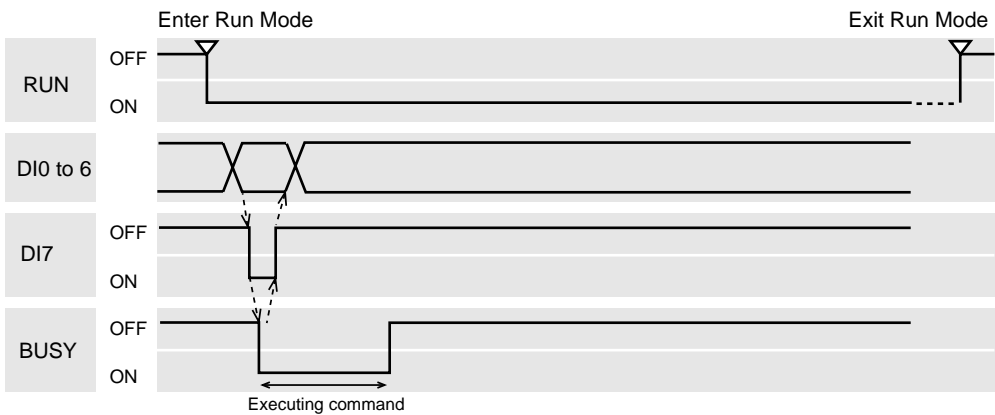 Enter Run Mode
Exit Run Mode
RUN
OFF
ON
DI0 to 6
DI7
OFF
ON
BUSY
OFF
ON
Executing command